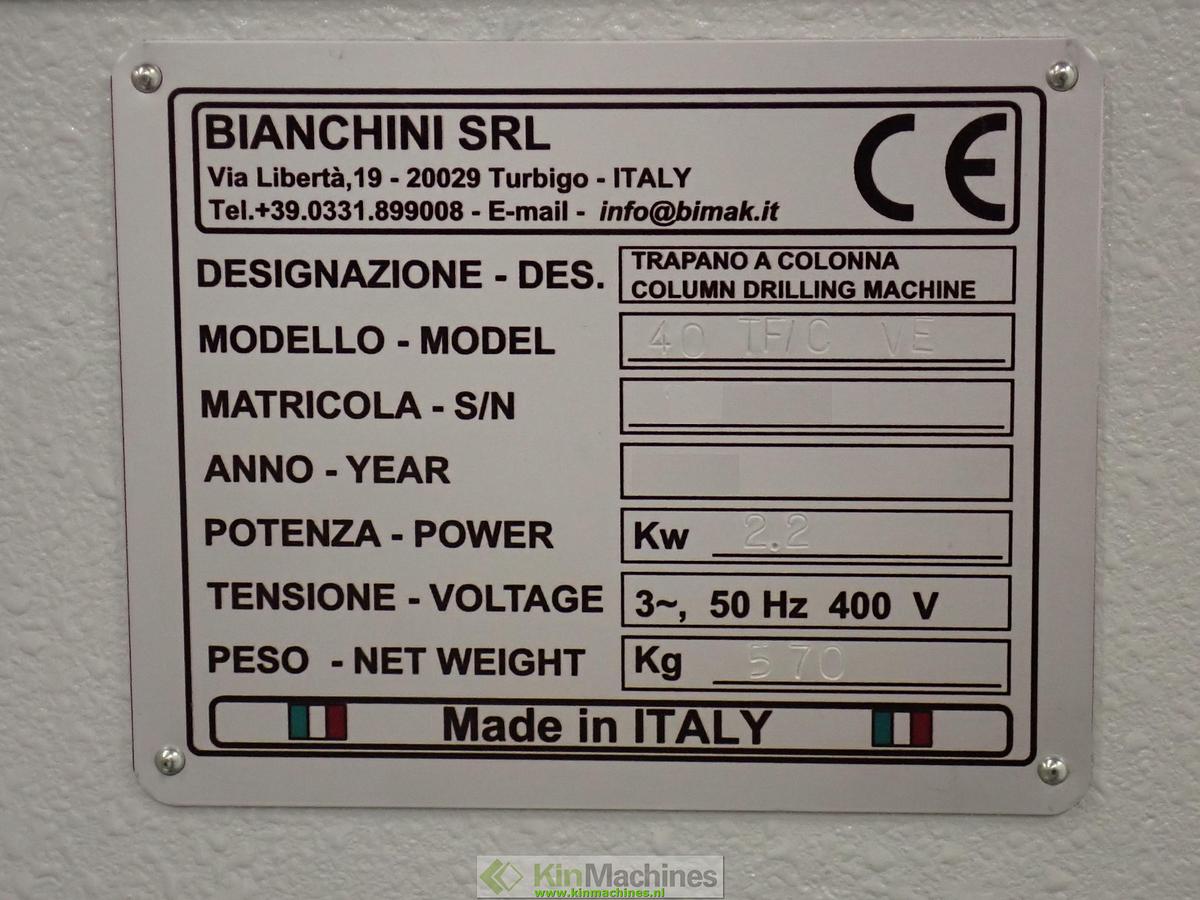 BIANCHINI SRL
Via Libertà,19 - 20029 Turbigo - ITALY
Tel.+39.0331.899008 - E-mail - info@bimak.it
CE
DESIGNAZIONE - DES. TRAPANO A COLONNA
COLUMN DRILLING MACHINE
MODELLO - MODEL 40 TF/C VE
MATRICOLA - S/N
ANNO - YEAR
POTENZA - POWER Kw 2.2
TENSIONE - VOLTAGE 3~, 50 Hz 400 V
PESO - NET WEIGHT Kg 570
Made in ITALY
KinMachines
www.kinmachines.nl